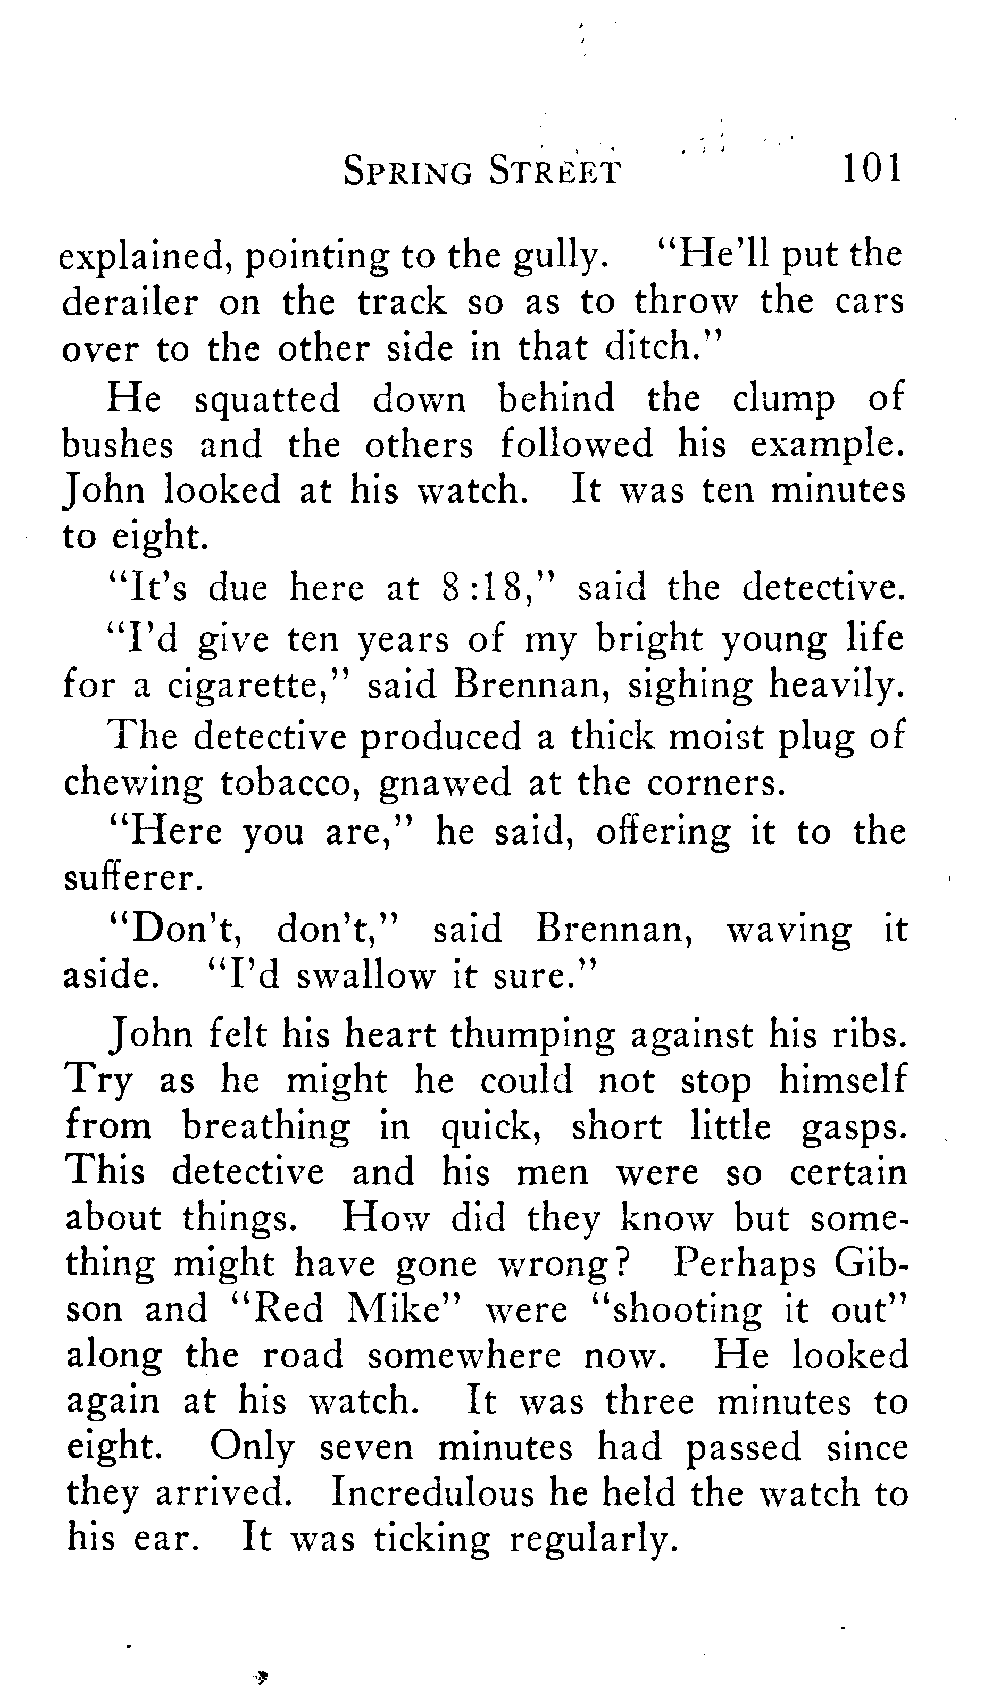 SPRING STREET 101
explained, pointing to the gully. "He'll put the
derailer on the track so as to throw the cars
over to the other side in that ditch."
He squatted down behind the clump of
bushes and the others followed his example.
John looked at his watch. It was ten minutes
to eight.
"It's due here at 8:18," said the detective.
"I'd give ten years of my bright young life
for a cigarette," said Brennan, sighing heavily.
The detective produced a thick moist plug of
chewing tobacco, gnawed at the corners.
"Here you are," he said, offering it to the
sufferer.
"Don't, don't," said Brennan, waving it
aside. "I'd swallow it sure."
John felt his heart thumping against his ribs.
Try as he might he could not stop himself
from breathing in quick, short little gasps.
This detective and his men were so certain
about things. How did they know but some-
thing might have gone wrong? Perhaps Gib-
son and "Red Mike" were "shooting it out"
along the road somewhere now. He looked
again at his watch. It was three minutes to
eight. Only seven minutes had passed since
they arrived. Incredulous he held the watch to
his ear. It was ticking regularly.